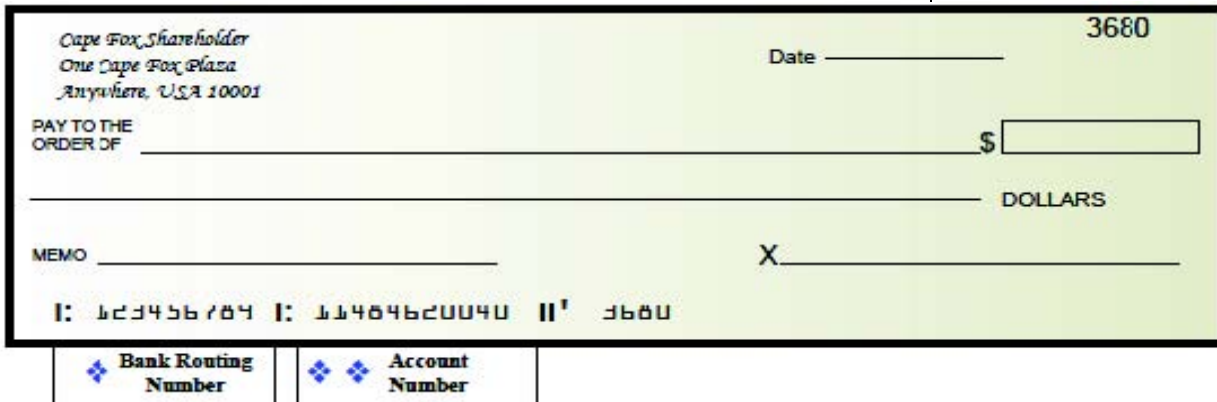 3680
Cape Fox Shareholder
One Cape Fox Plaza
Anywhere, USA 10001
Date
PAY TO THE
ORDER OF
$
DOLLARS
MEMO
X
⑆ 123456789 ⑆ 11484620040 ⑈ 3680
Bank Routing
Number
Account
Number